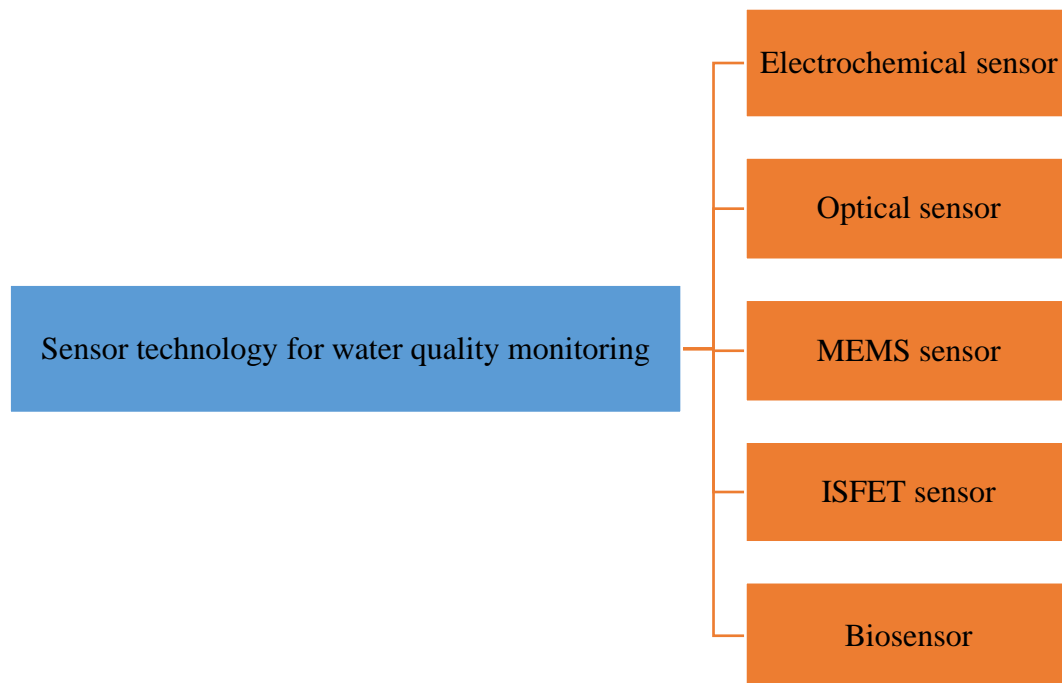 Electrochemical sensor
Optical sensor
Sensor technology for water quality monitoring
MEMS sensor
ISFET sensor
Biosensor